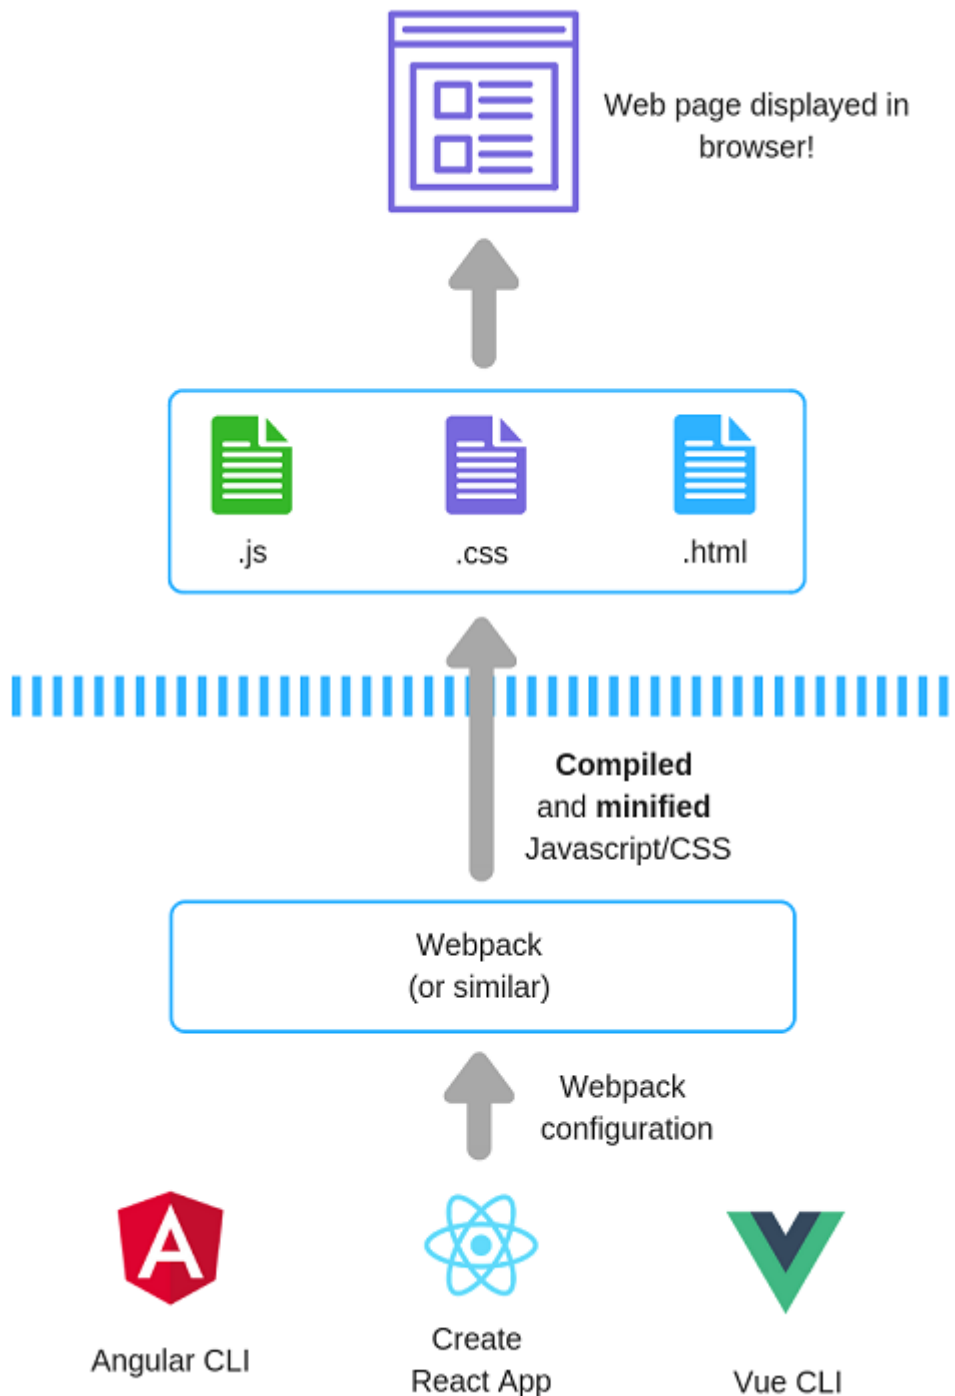 Web page displayed in
browser!
.js
.css
.html
Compiled
and minified
Javascript/CSS
Webpack
(or similar)
Webpack
configuration
Angular CLI
Create
React App
Vue CLI